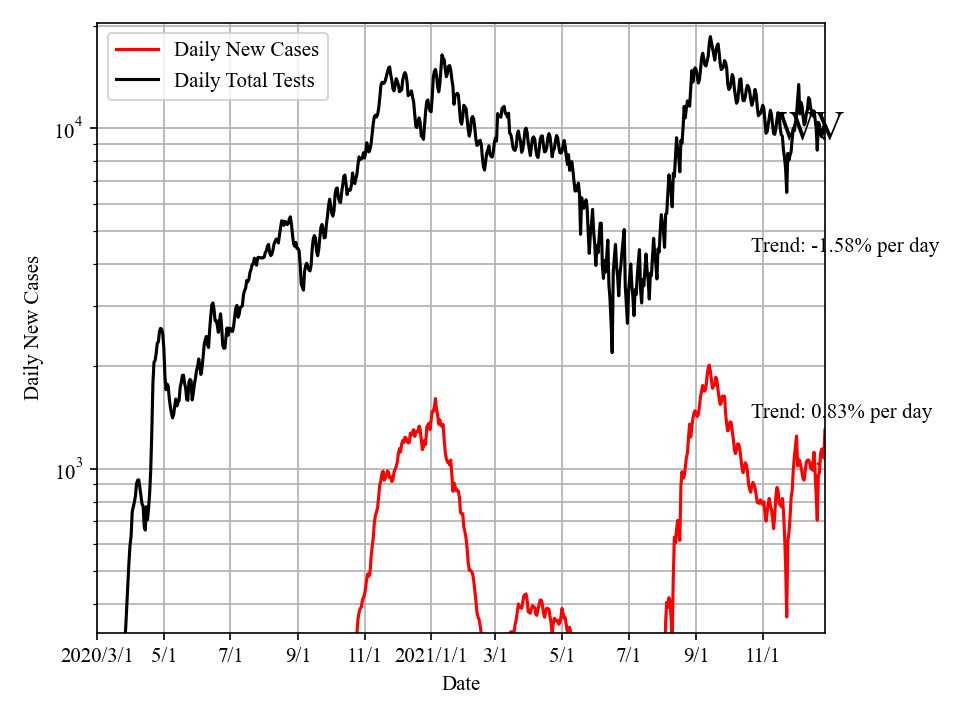 Daily New Cases
Daily Total Tests
10^4
WV
Trend: -1.58% per day
Trend: 0.83% per day
10^3
Daily New Cases
2020/3/1 5/1 7/1 9/1 11/1 2021/1/1 3/1 5/1 7/1 9/1 11/1
Date